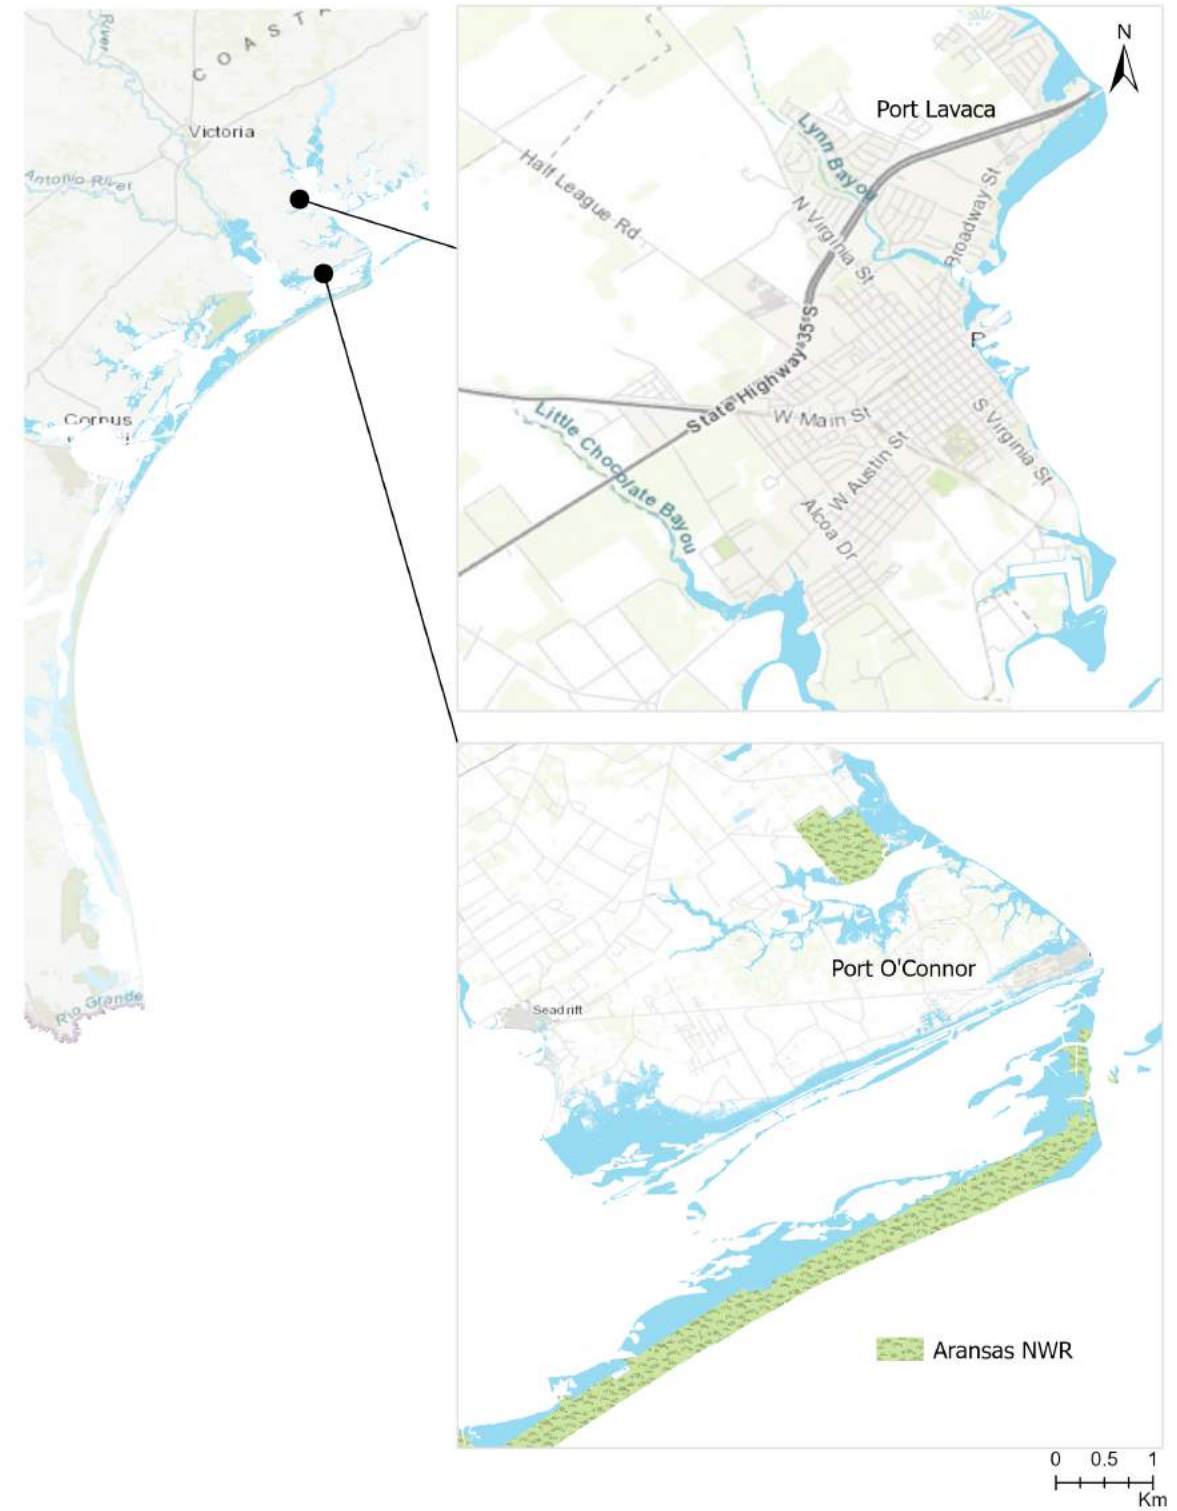 River
COAST
Victoria
Antonio River
Corpus
Rio Grande
N
Port Lavaca
Lynn Bayou
Half League Rd
N Virginia St
Broadway St
P
State Highway 35 S
W Main St
Little Chocolate Bayou
S Virginia St
W Austin St
Alcoa Dr
Port O'Connor
Seadrift
Aransas NWR
0 0.5 1
Km